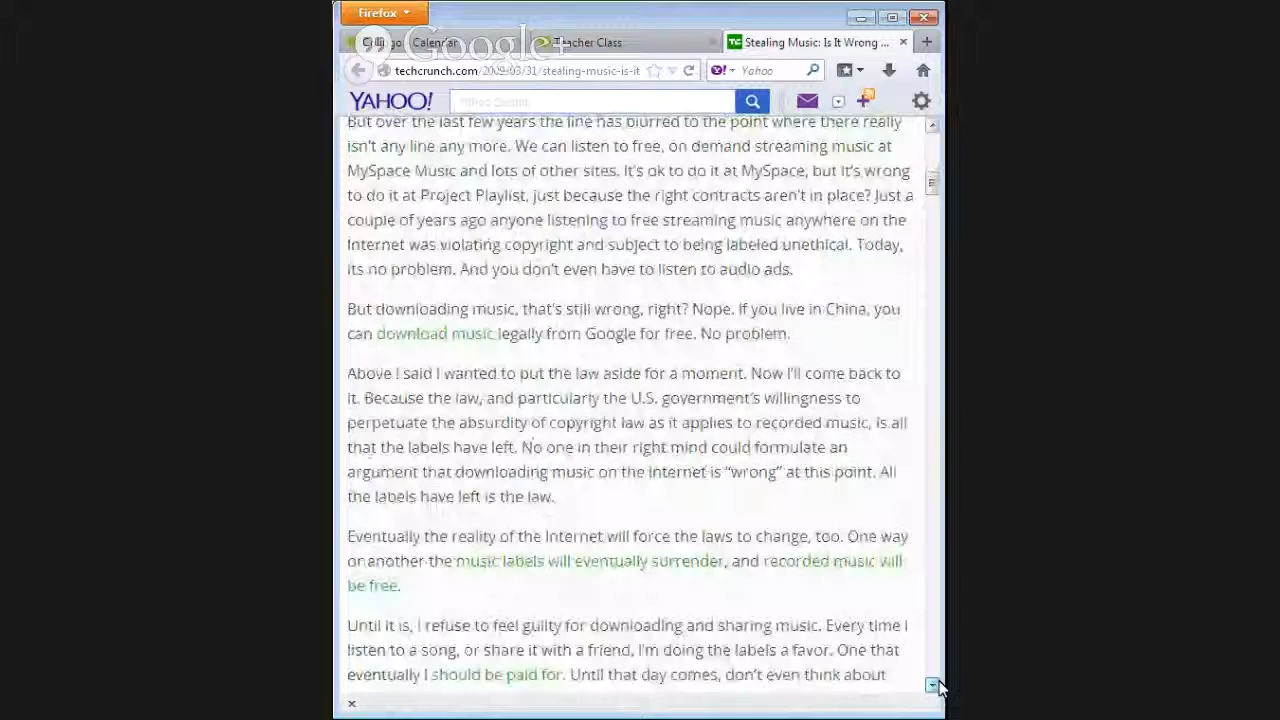 Firefox
Google+
Calendar
Teacher Class
Stealing Music: Is It Wrong ...
techcrunch.com/2009/03/31/stealing-music-is-it
Yahoo
YAHOO!
But over the last few years the line has blurred to the point where there really
isn't any line any more. We can listen to free, on demand streaming music at
MySpace Music and lots of other sites. It's ok to do it at MySpace, but it's wrong
to do it at Project Playlist, just because the right contracts aren't in place? Just a
couple of years ago anyone listening to free streaming music anywhere on the
Internet was violating copyright and subject to being labeled unethical. Today,
its no problem. And you don't even have to listen to audio ads.
But downloading music, that's still wrong, right? Nope. If you live in China, you
can download music legally from Google for free. No problem.
Above I said I wanted to put the law aside for a moment. Now I'll come back to
it. Because the law, and particularly the U.S. government's willingness to
perpetuate the absurdity of copyright law as it applies to recorded music, is all
that the labels have left. No one in their right mind could formulate an
argument that downloading music on the Internet is "wrong" at this point. All
the labels have left is the law.
Eventually the reality of the Internet will force the laws to change, too. One way
or another the music labels will eventually surrender, and recorded music will
be free.
Until it is, I refuse to feel guilty for downloading and sharing music. Every time I
listen to a song, or share it with a friend, I'm doing the labels a favor. One that
eventually I should be paid for. Until that day comes, don't even think about